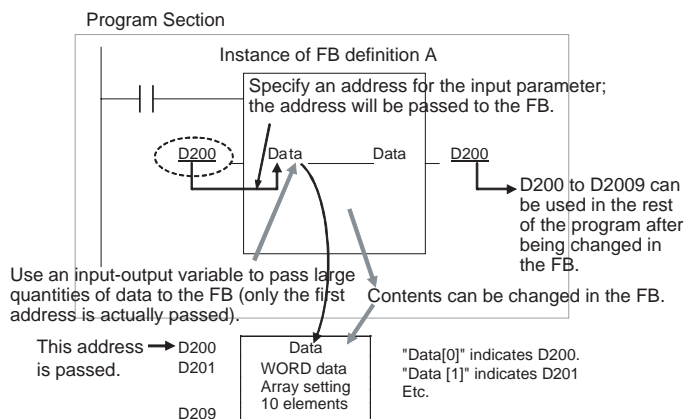 Program Section
Instance of FB definition A
Specify an address for the input parameter;
the address will be passed to the FB.
D200
Data
Data
D200
D200 to D2009 can
be used in the rest
of the program after
being changed in
the FB.
Use an input-output variable to pass large
quantities of data to the FB (only the first
address is actually passed).
Contents can be changed in the FB.
This address
is passed.
D200
D201
D209
Data
WORD data
Array setting
10 elements
"Data[0]" indicates D200.
"Data [1]" indicates D201
Etc.